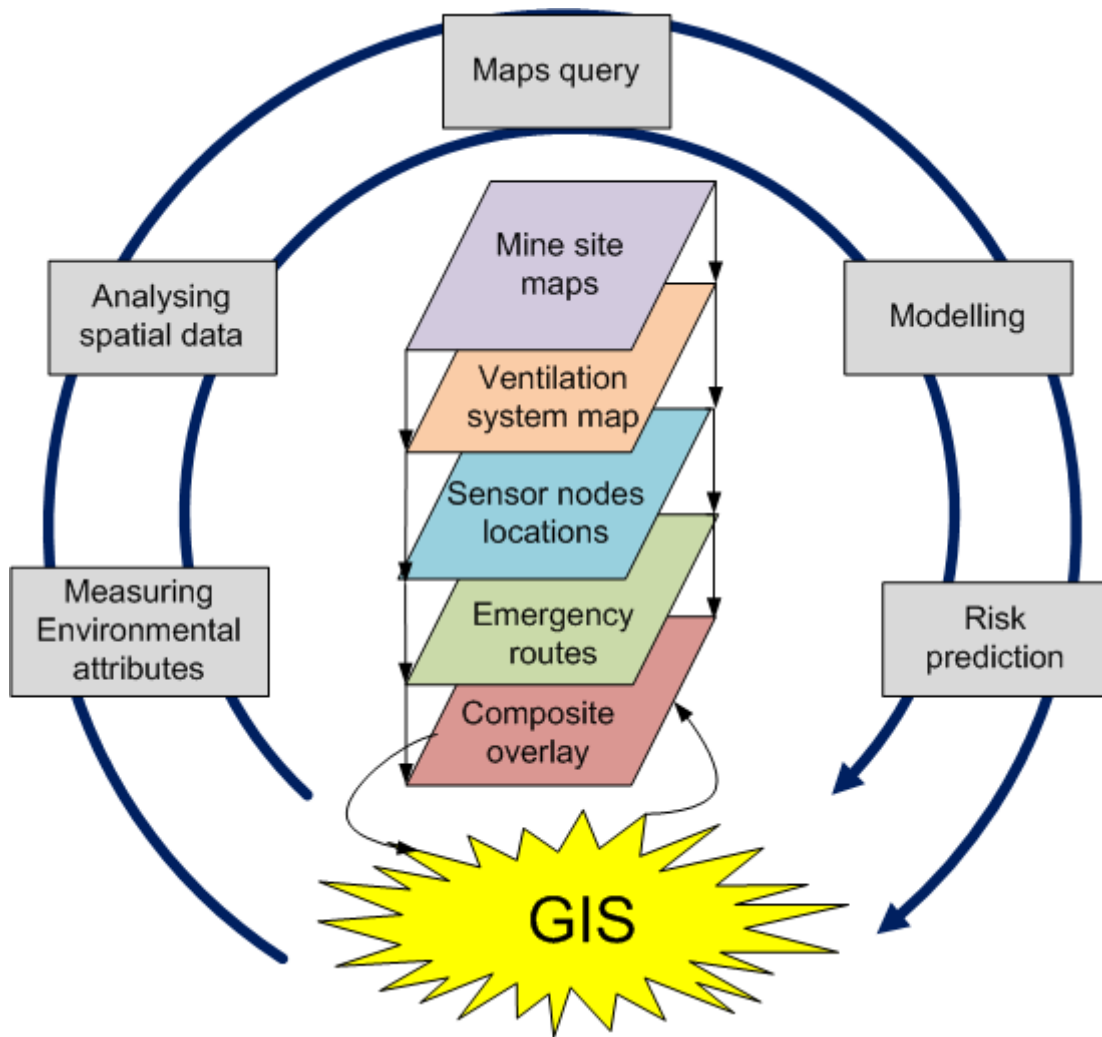 Maps query
Mine site
maps
Analysing
spatial data
Modelling
Ventilation
system map
Sensor nodes
locations
Measuring
Environmental
attributes
Emergency
routes
Risk
prediction
Composite
overlay
GIS